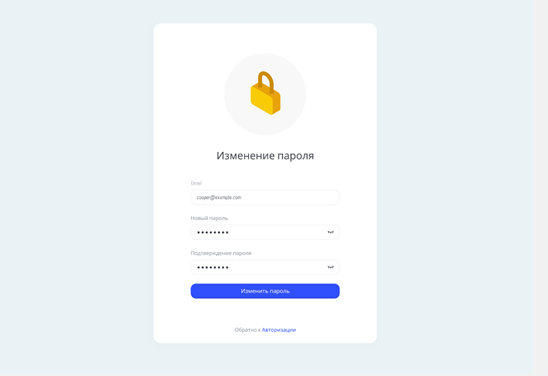 Изменение пароля
Email
cooper@example.com
Новый пароль
••••••••
Подтверждение пароля
••••••••
Изменить пароль
Обратно к Авторизации